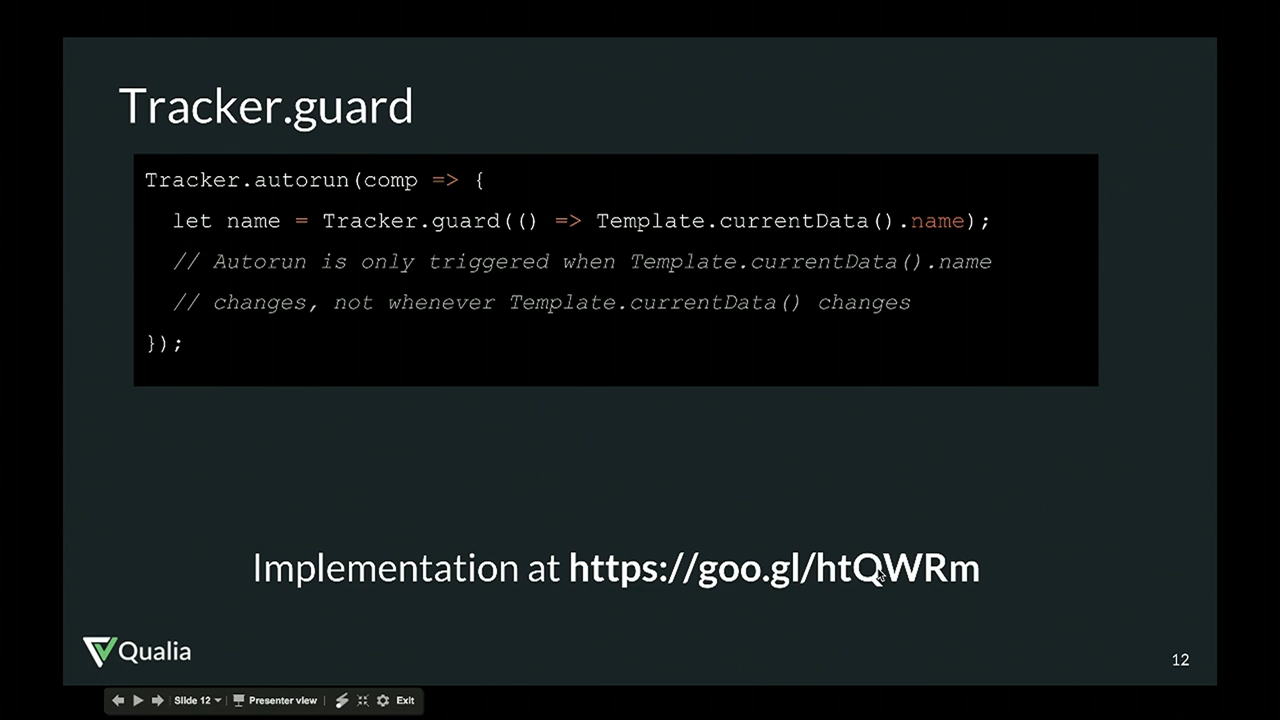 Tracker.guard
Tracker.autorun(comp => {
let name = Tracker.guard(() => Template.currentData().name);
// Autorun is only triggered when Template.currentData().name
// changes, not whenever Template.currentData() changes
});
Implementation at https://goo.gl/htQWRm
Qualia
12
Slide 12
Presenter view
Exit